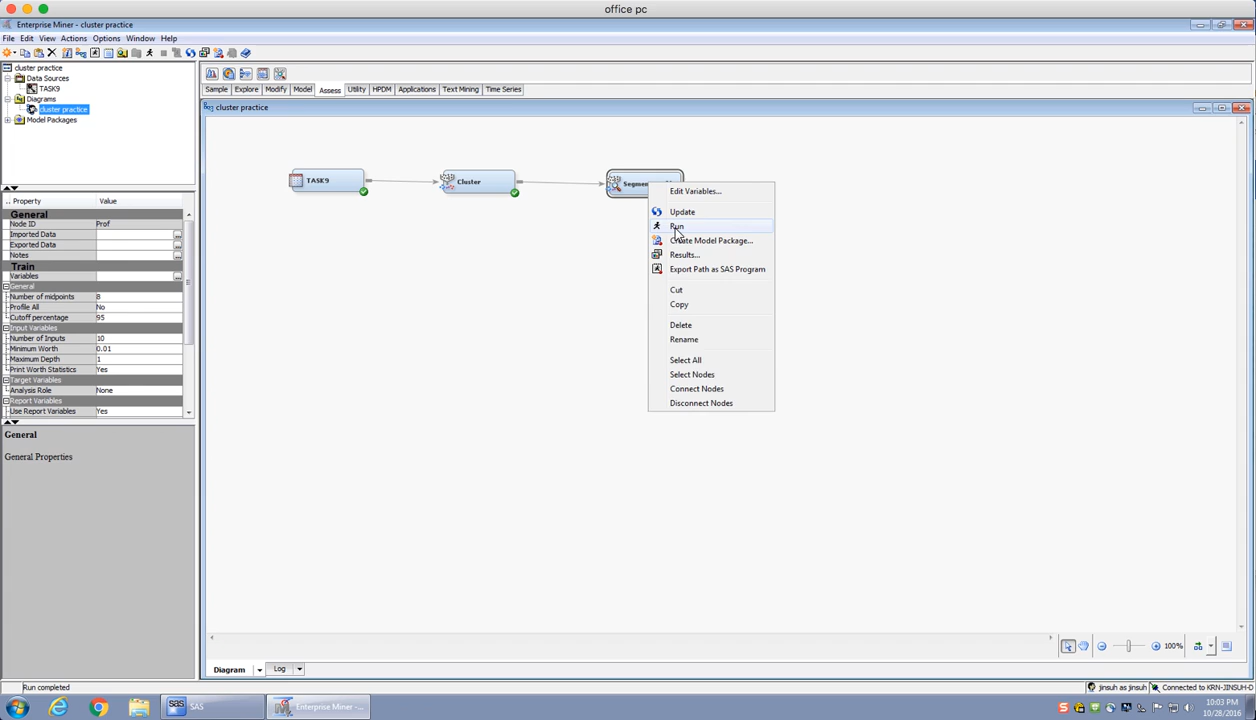 office pc
Enterprise Miner - cluster practice
File Edit View Actions Options Window Help
cluster practice
Data Sources
TASK9
Diagrams
cluster practice
Model Packages
Sample Explore Modify Model Assess Utility HPDM Applications Text Mining Time Series
cluster practice
TASK9
Cluster
Edit Variables...
Update
Run
Create Model Package...
Results...
Export Path as SAS Program
Cut
Copy
Delete
Rename
Select All
Select Nodes
Connect Nodes
Disconnect Nodes
.. Property Value
General
Node ID Prof
Imported Data ...
Exported Data ...
Notes ...
Train
Variables ...
General
Number of midpoints 8
Profile All No
Cutoff percentage 95
Input Variables
Number of Inputs 10
Minimum Worth 0.01
Maximum Depth 1
Print Worth Statistics Yes
Target Variables
Analysis Role None
Report Variables
Use Report Variables Yes
General
General Properties
100%
Diagram Log
Run completed
jinsuh as jinsuh Connected to KRN-JINSUH-D
SAS
Enterprise Miner -...
10:03 PM
10/28/2016